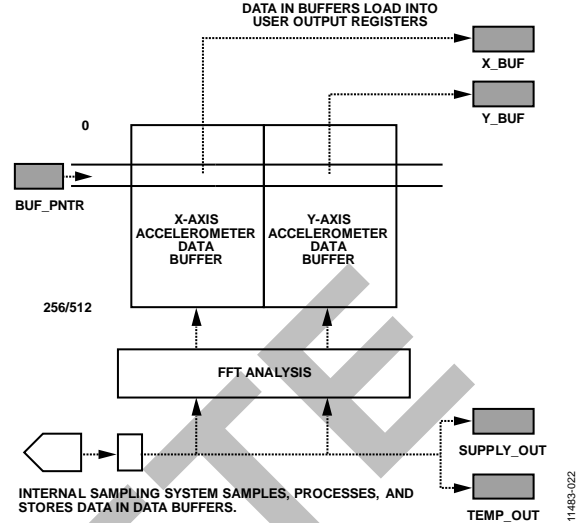 DATA IN BUFFERS LOAD INTO
USER OUTPUT REGISTERS
X_BUF
Y_BUF
0
BUF_PNTR
X-AXIS
ACCELEROMETER
DATA
BUFFER
Y-AXIS
ACCELEROMETER
DATA
BUFFER
256/512
FFT ANALYSIS
SUPPLY_OUT
INTERNAL SAMPLING SYSTEM SAMPLES, PROCESSES, AND
STORES DATA IN DATA BUFFERS.
TEMP_OUT
11483-022
TE